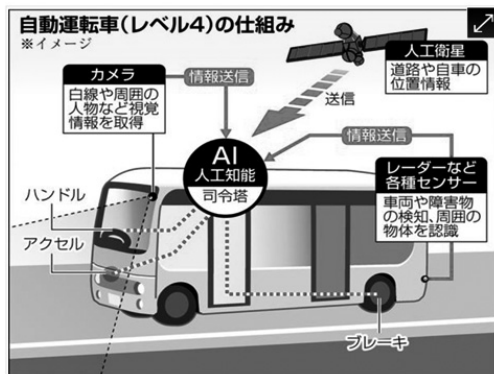 自動運転車(レベル4)の仕組み
※イメージ
人工衛星
道路や自車の
位置情報
カメラ
白線や周囲の
人物など視覚
情報を取得
情報送信
送信
情報送信
AI
人工知能
司令塔
レーダーなど
各種センサー
車両や障害物
の検知、周囲の
物体を認識
ハンドル
アクセル
ブレーキ